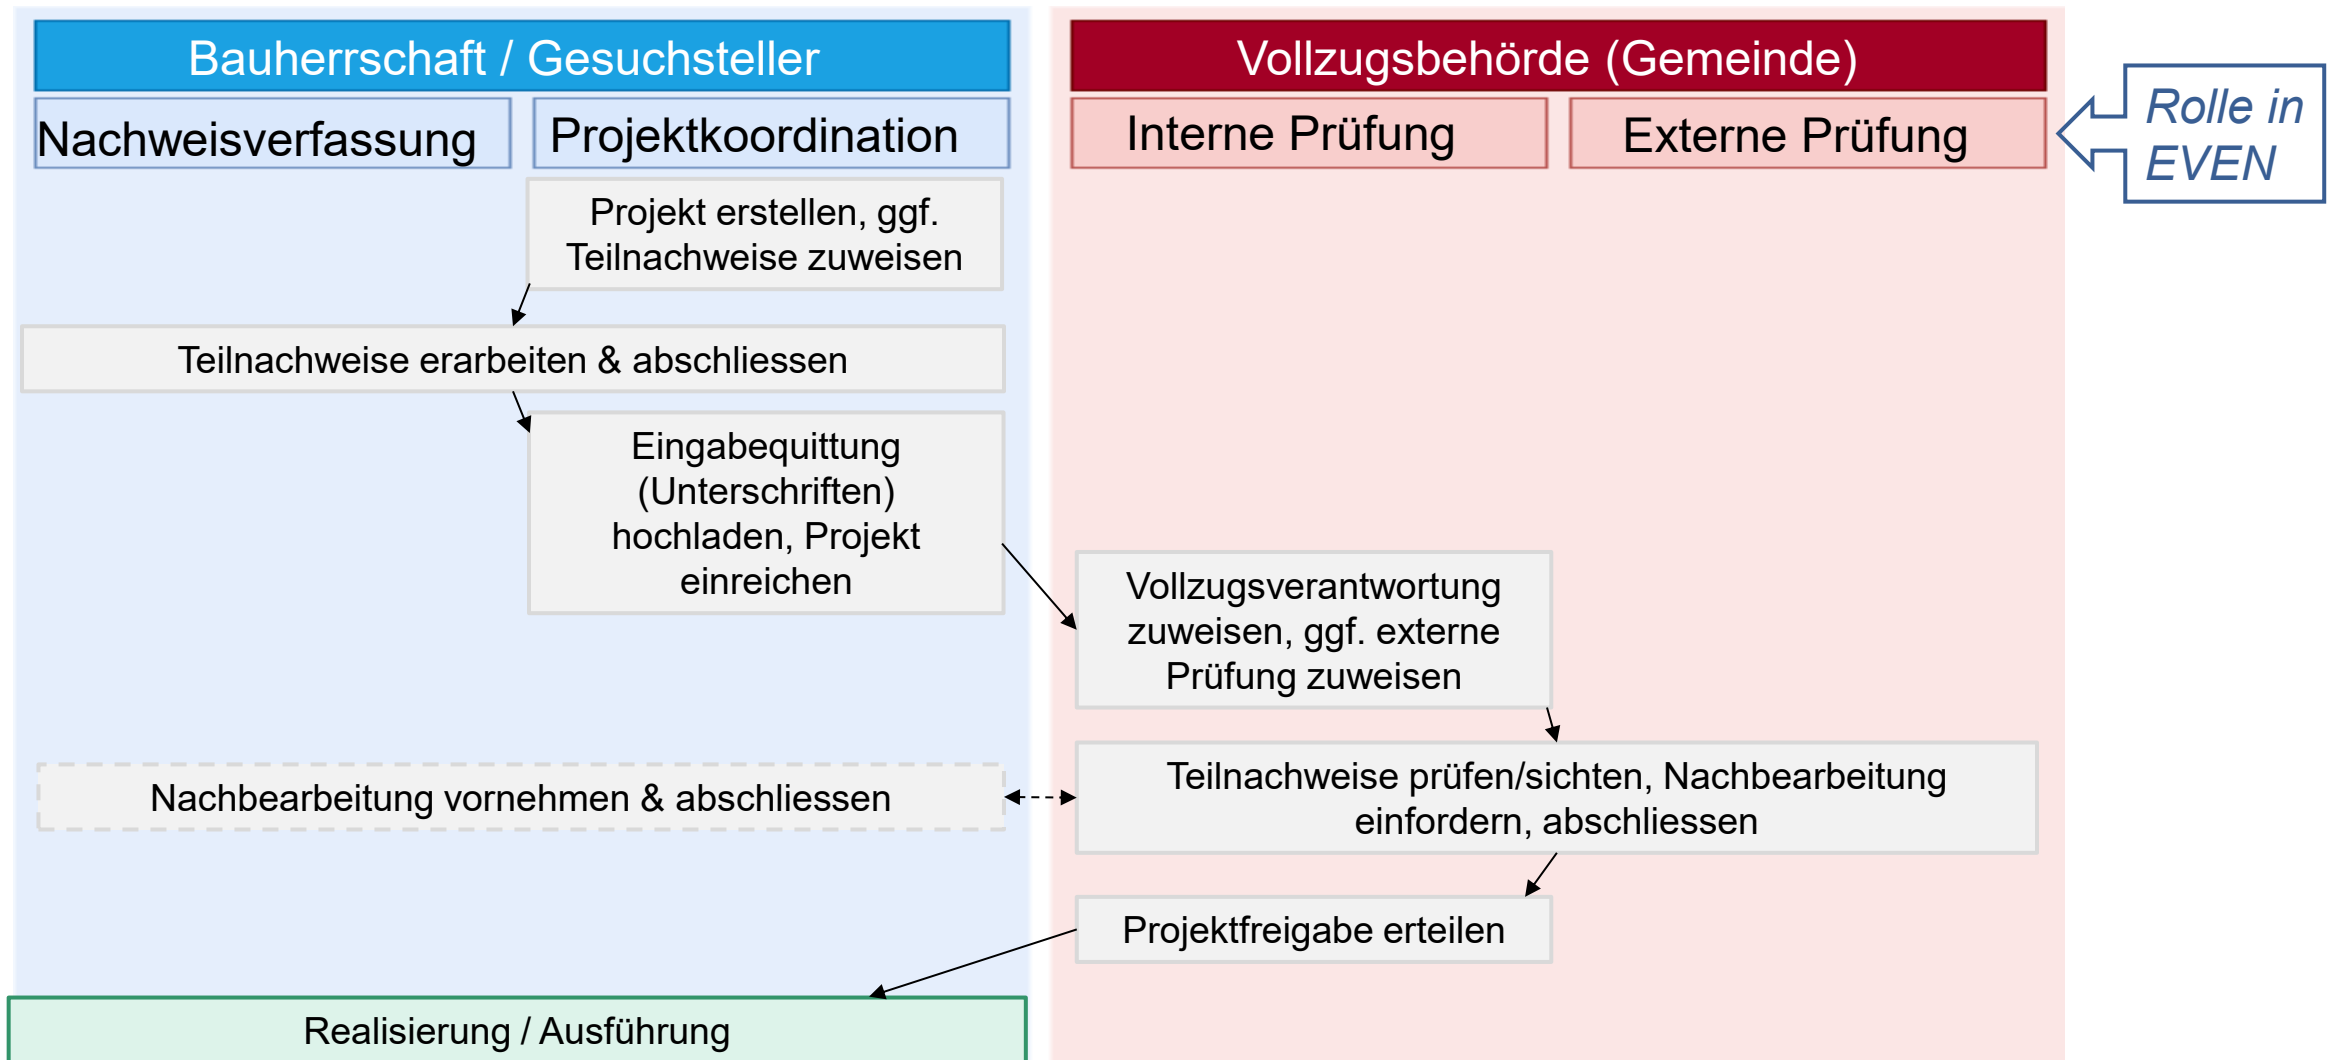 Bauherrschaft / Gesuchsteller
Vollzugsbehörde (Gemeinde)
Nachweisverfassung
Projektkoordination
Interne Prüfung
Externe Prüfung
Rolle in
EVEN
Projekt erstellen, ggf.
Teilnachweise zuweisen
Teilnachweise erarbeiten & abschliessen
Eingabequittung
(Unterschriften)
hochladen, Projekt
einreichen
Vollzugsverantwortung
zuweisen, ggf. externe
Prüfung zuweisen
Teilnachweise prüfen/sichten, Nachbearbeitung
einfordern, abschliessen
Nachbearbeitung vornehmen & abschliessen
Projektfreigabe erteilen
Realisierung / Ausführung